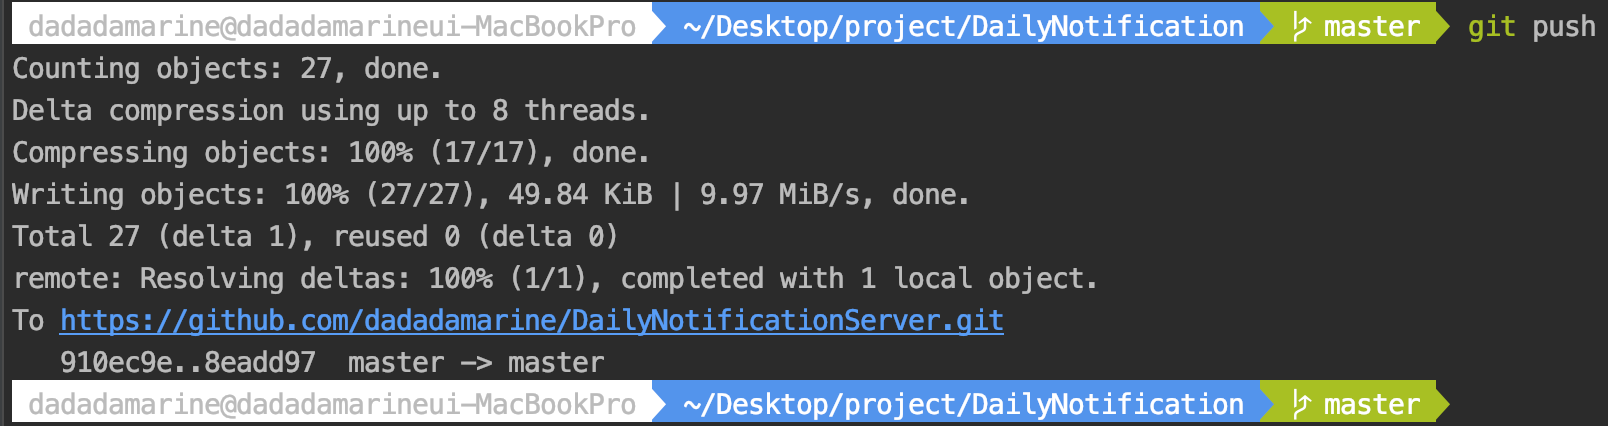 dadadamarine@dadadamarineui-MacBookPro ~/Desktop/project/DailyNotification master git push
Counting objects: 27, done.
Delta compression using up to 8 threads.
Compressing objects: 100% (17/17), done.
Writing objects: 100% (27/27), 49.84 KiB | 9.97 MiB/s, done.
Total 27 (delta 1), reused 0 (delta 0)
remote: Resolving deltas: 100% (1/1), completed with 1 local object.
To https://github.com/dadadamarine/DailyNotificationServer.git
   910ec9e..8eadd97  master -> master
dadadamarine@dadadamarineui-MacBookPro ~/Desktop/project/DailyNotification master